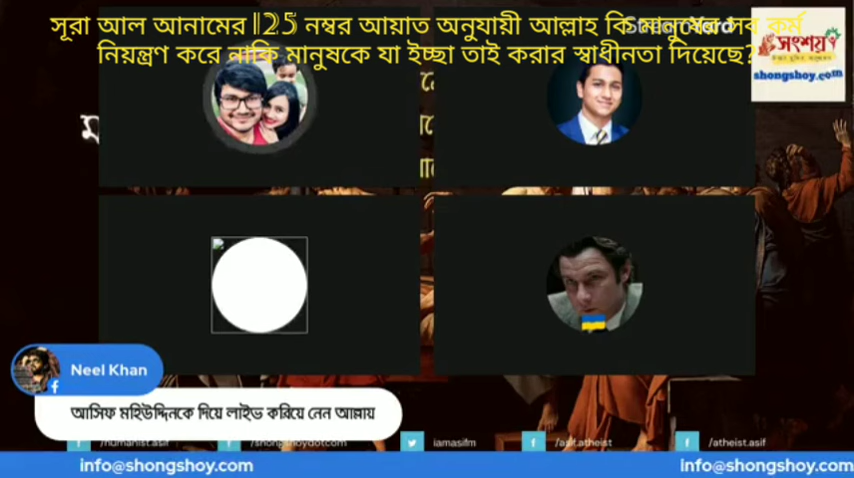 সূরা আল আনামের 125 নম্বর আয়াত অনুযায়ী আল্লাহ কি মানুষের সব কর্ম
নিয়ন্ত্রণ করে নাকি মানুষকে যা ইচ্ছা তাই করার স্বাধীনতা দিয়েছে?
সংশয়
shongshoy.com
Neel Khan
আসিফ মহিউদ্দিনকে দিয়ে লাইভ করিয়ে নেন আল্লায়
/humanist.asif
/shongshoydotcom
iamasifm
/asif.atheist
/atheist.asif
info@shongshoy.com
info@shongshoy.com